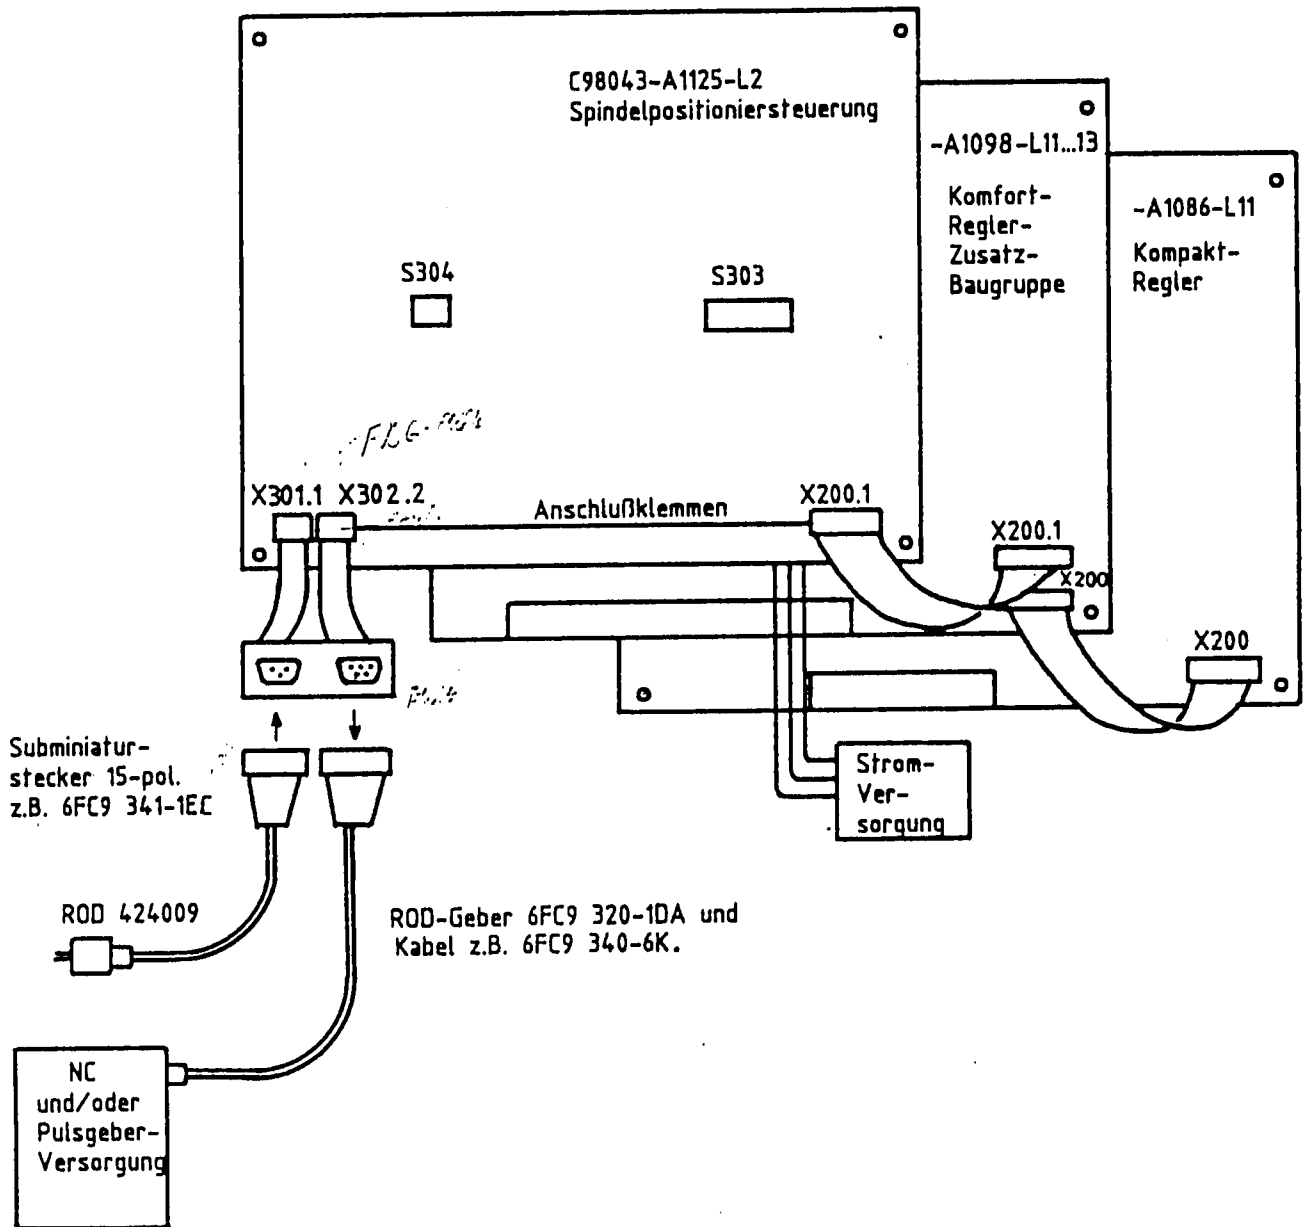 C98043-A1125-L2
Spindelpositioniersteuerung
-A1098-L11...13
Komfort-
Regler-
Zusatz-
Baugruppe
-A1086-L11
Kompakt-
Regler
S304
S303
X301.1
X302.2
Anschlußklemmen
X200.1
X200.1
X200
X200
Subminiatur-
stecker 15-pol.
z.B. 6FC9 341-1EC
Strom-
Ver-
sorgung
ROD 424009
ROD-Geber 6FC9 320-1DA und
Kabel z.B. 6FC9 340-6K.
NC
und/oder
Pulsgeber-
Versorgung